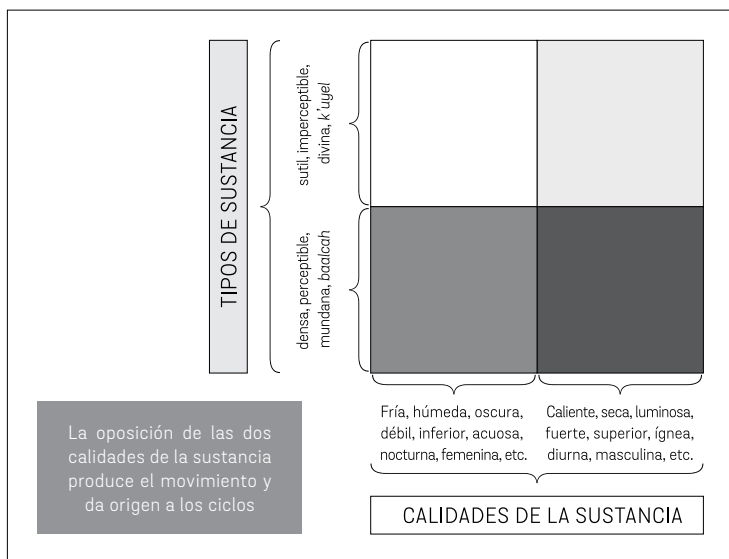 TIPOS DE SUSTANCIA
sutil, imperceptible,
divina, k’uyel
densa, perceptible,
mundana, baalcah
Fría, húmeda, oscura,
débil, inferior, acuosa,
nocturna, femenina, etc.
Caliente, seca, luminosa,
fuerte, superior, ígnea,
diurna, masculina, etc.
CALIDADES DE LA SUSTANCIA
La oposición de las dos
calidades de la sustancia
produce el movimiento y
da origen a los ciclos